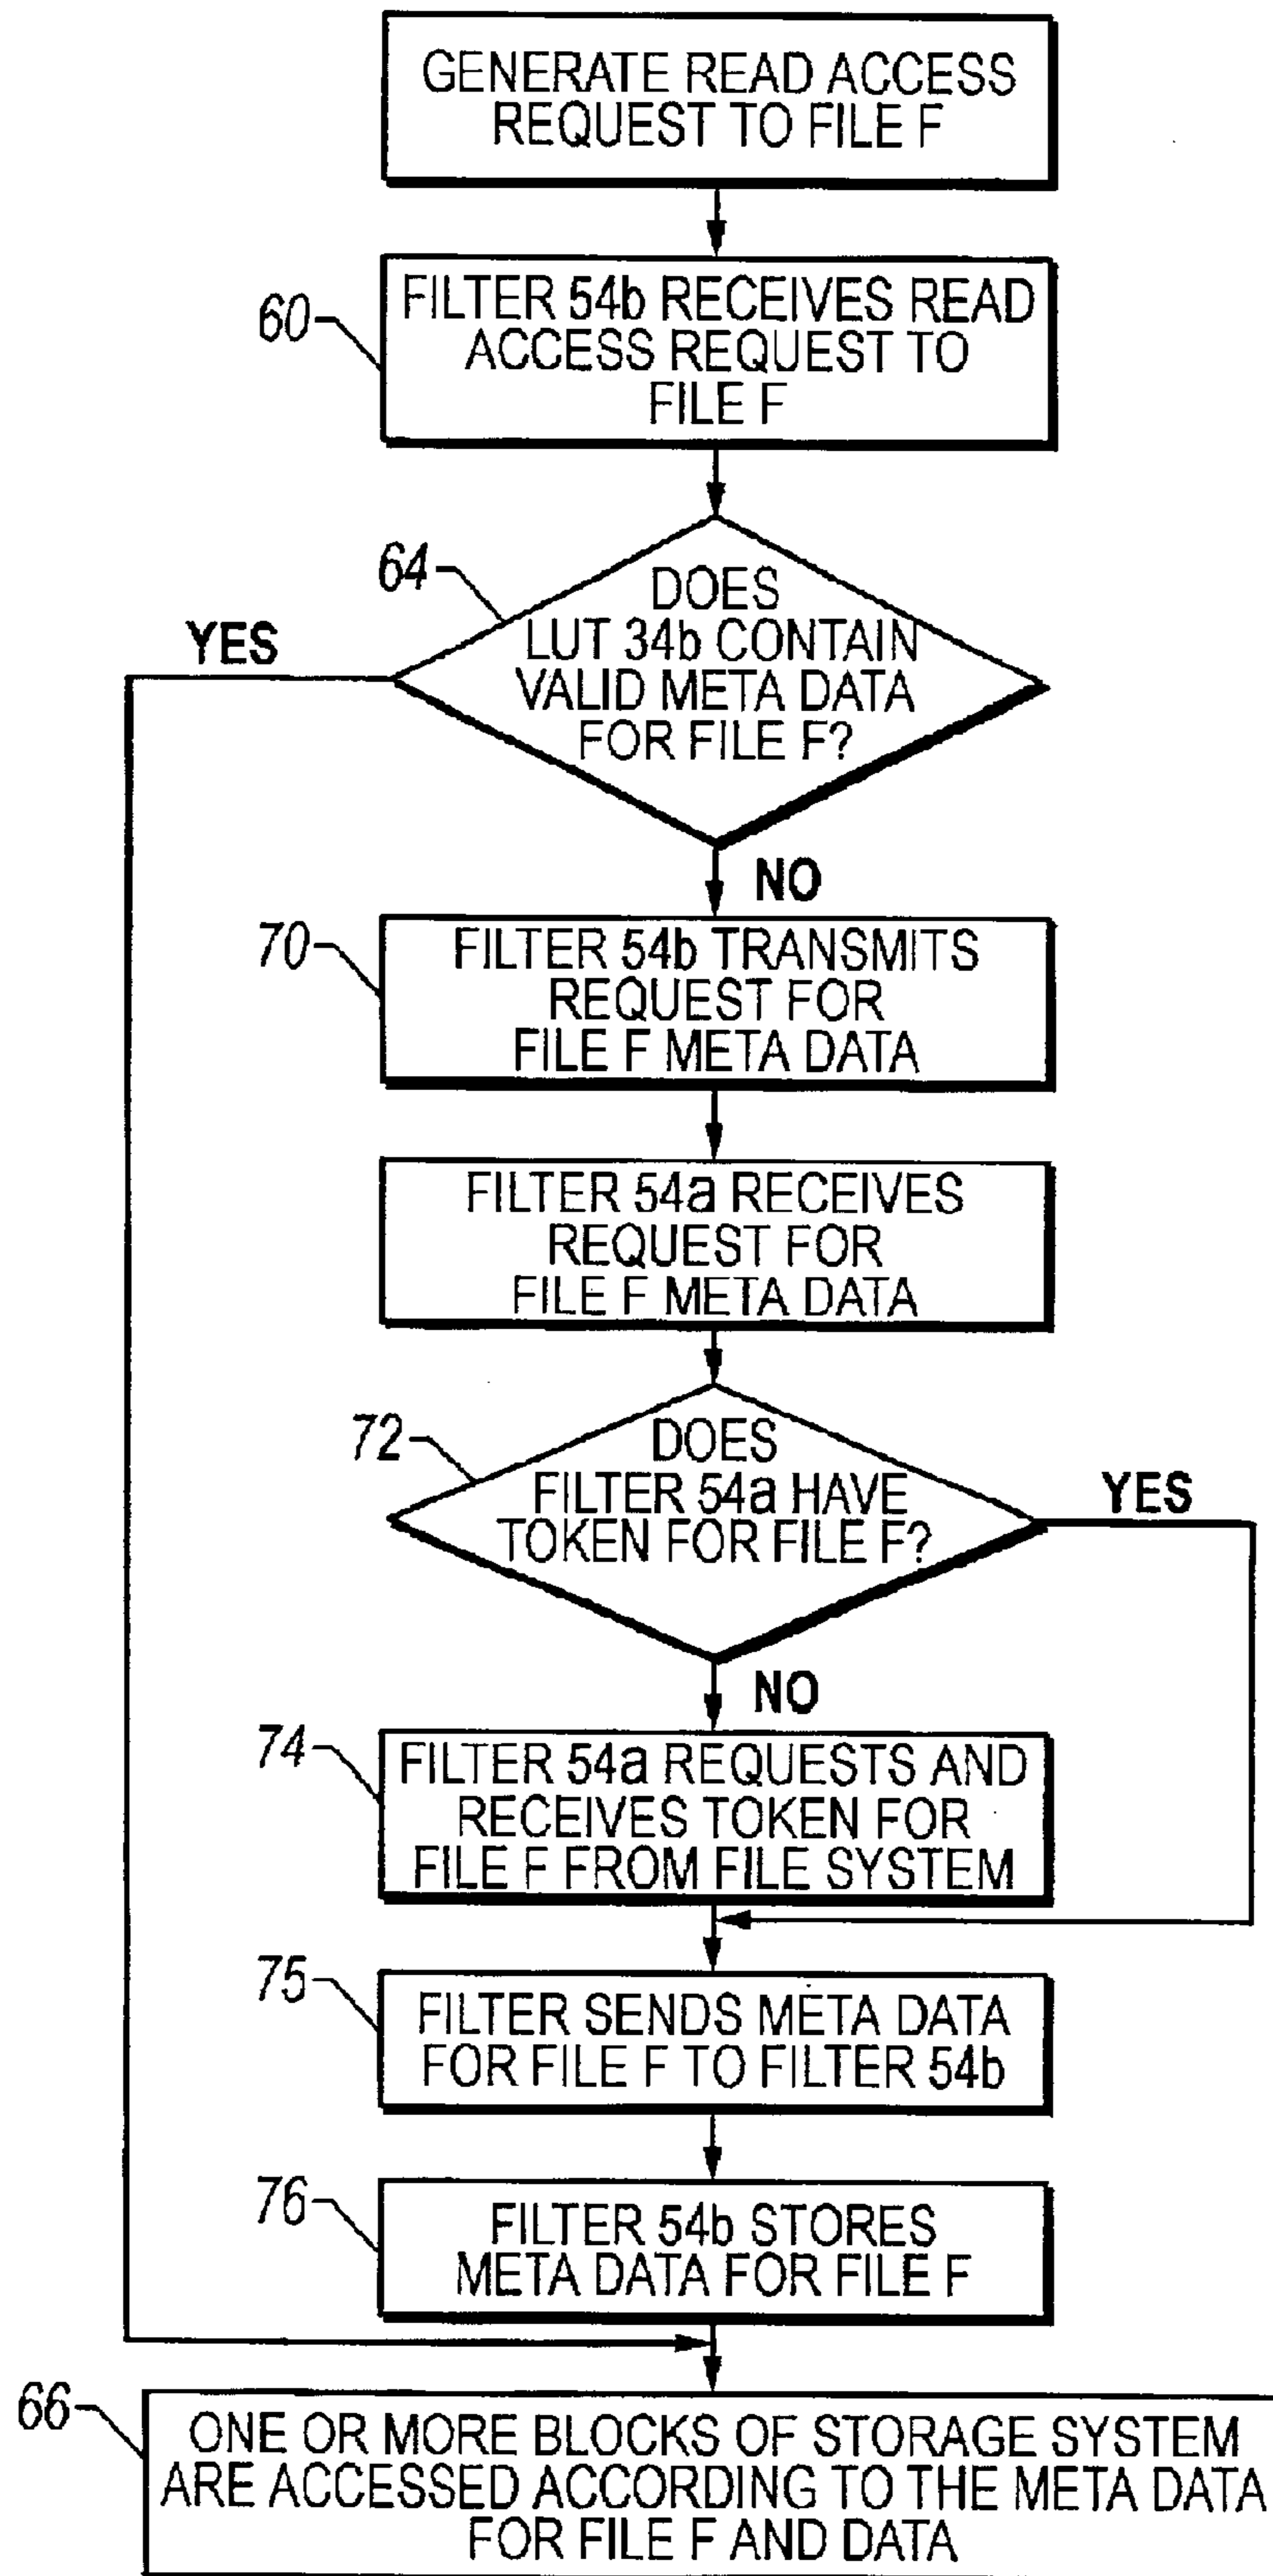 GENERATE READ ACCESS
REQUEST TO FILE F
60
FILTER 54b RECEIVES READ
ACCESS REQUEST TO
FILE F
64
YES
DOES
LUT 34b CONTAIN
VALID META DATA
FOR FILE F?
NO
70
FILTER 54b TRANSMITS
REQUEST FOR
FILE F META DATA
FILTER 54a RECEIVES
REQUEST FOR
FILE F META DATA
72
DOES
FILTER 54a HAVE
TOKEN FOR FILE F?
YES
NO
74
FILTER 54a REQUESTS AND
RECEIVES TOKEN FOR
FILE F FROM FILE SYSTEM
75
FILTER SENDS META DATA
FOR FILE F TO FILTER 54b
76
FILTER 54b STORES
META DATA FOR FILE F
66
ONE OR MORE BLOCKS OF STORAGE SYSTEM
ARE ACCESSED ACCORDING TO THE META DATA
FOR FILE F AND DATA